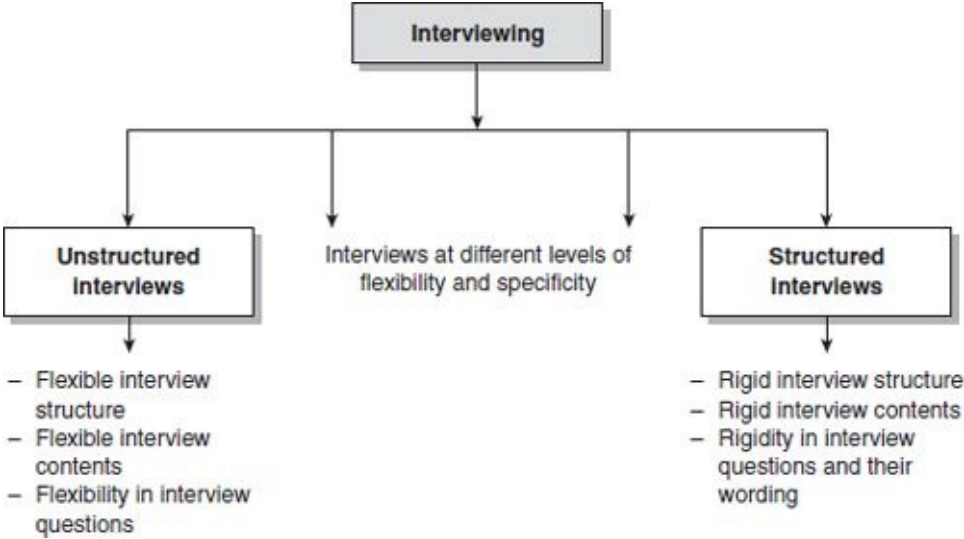 Interviewing
Unstructured
interviews
Interviews at different levels of
flexibility and specificity
Structured
interviews
– Flexible interview
structure
– Flexible interview
contents
– Flexibility in interview
questions
– Rigid interview structure
– Rigid interview contents
– Rigidity in interview
questions and their
wording